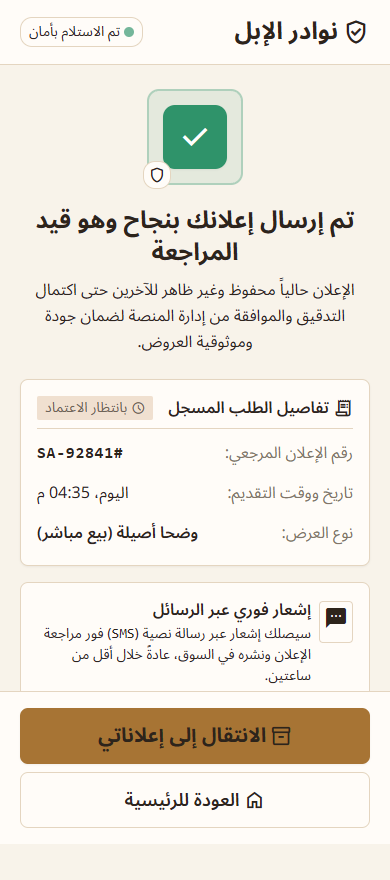 نوادر الإبل
تم الاستلام بأمان
تم إرسال إعلانك بنجاح وهو قيد
المراجعة
الإعلان حالياً محفوظ وغير ظاهر للآخرين حتى اكتمال
التدقيق والموافقة من إدارة المنصة لضمان جودة
وموثوقية العروض.
تفاصيل الطلب المسجل
بانتظار الاعتماد
رقم الإعلان المرجعي:
SA-92841#
تاريخ ووقت التقديم:
اليوم، 04:35 م
نوع العرض:
وضحا أصيلة (بيع مباشر)
إشعار فوري عبر الرسائل
سيصلك إشعار عبر رسالة نصية (SMS) فور مراجعة
الإعلان ونشره في السوق، عادةً خلال أقل من
ساعتين.
الانتقال إلى إعلاناتي
العودة للرئيسية